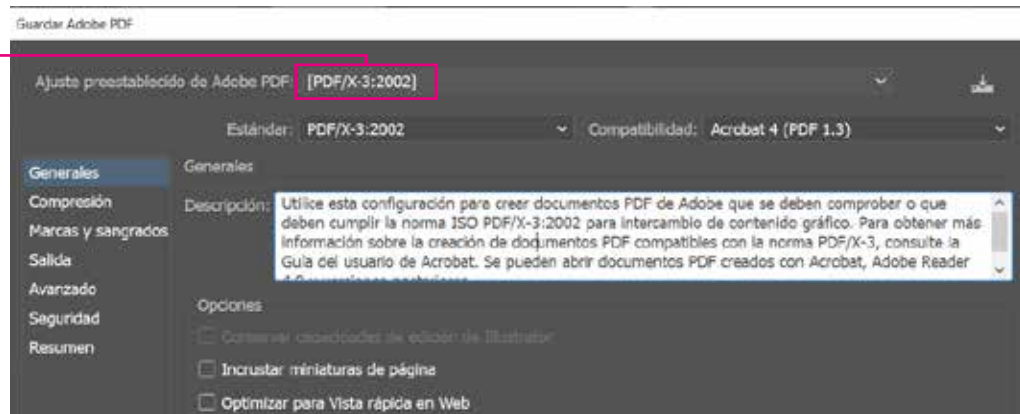 Guardar Adobe PDF
Ajuste preestablecido de Adobe PDF: [PDF/X-3:2002]
Estándar: PDF/X-3:2002 Compatibilidad: Acrobat 4 (PDF 1.3)
Generales
Compresión
Marcas y sangrados
Salida
Avanzado
Seguridad
Resumen
Generales
Descripción: Utilice esta configuración para crear documentos PDF de Adobe que se deben comprobar o que
deben cumplir la norma ISO PDF/X-3:2002 para intercambio de contenido gráfico. Para obtener más
información sobre la creación de documentos PDF compatibles con la norma PDF/X-3, consulte la
Guía del usuario de Acrobat. Se pueden abrir documentos PDF creados con Acrobat, Adobe Reader
Opciones
Conservar capacidades de edición de Illustrator
Incrustar miniaturas de página
Optimizar para Vista rápida en Web